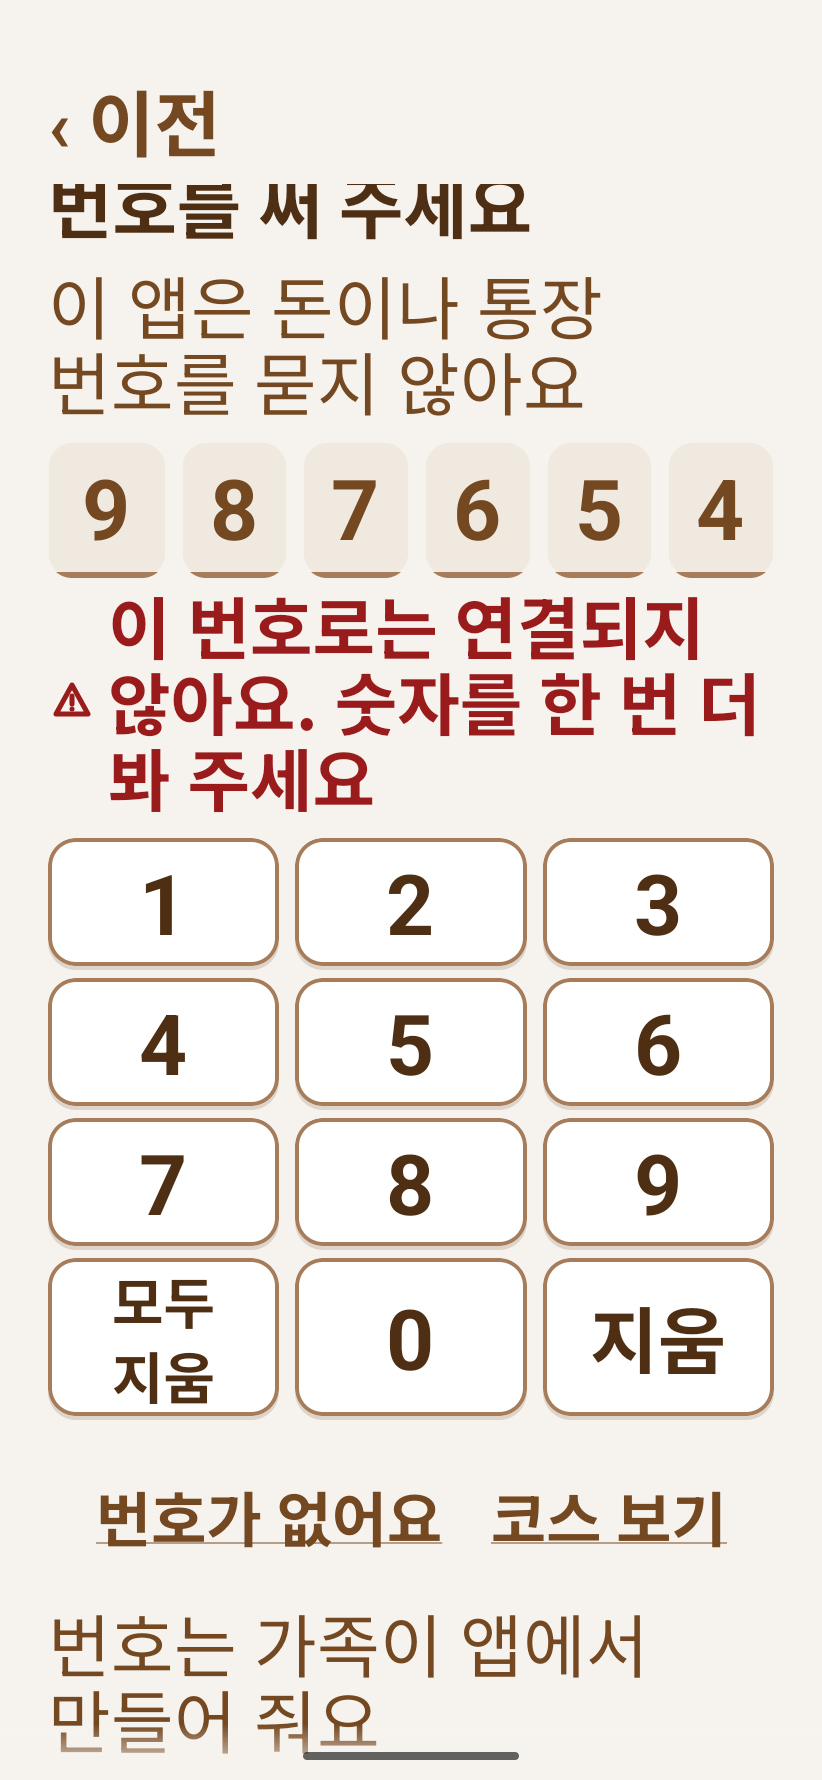 ‹ 이전
번호를 써 주세요
이 앱은 돈이나 통장
번호를 묻지 않아요
9 8 7 6 5 4
이 번호로는 연결되지
않아요. 숫자를 한 번 더
봐 주세요
1 2 3
4 5 6
7 8 9
모두
지움
0 지움
번호가 없어요 코스 보기
번호는 가족이 앱에서
만들어 줘요